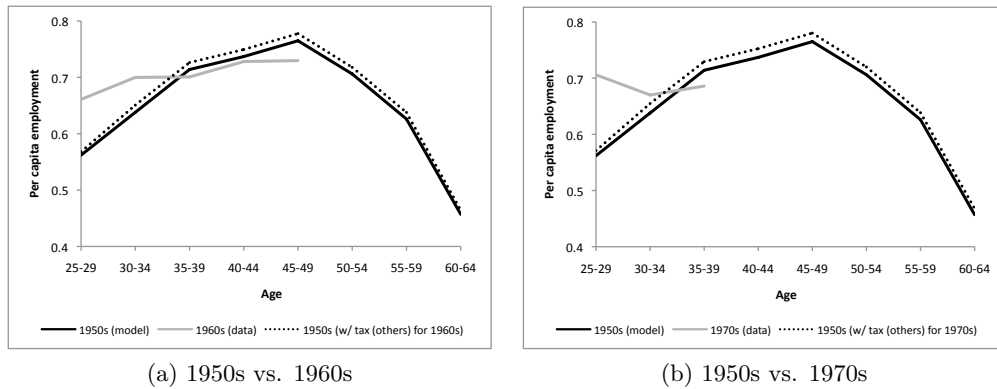 0.8
0.7
0.6
0.5
0.4
Per capita employment
25-29 30-34 35-39 40-44 45-49 50-54 55-59 60-64
Age
1950s (model) 1960s (data) 1950s (w/ tax (others) for 1960s)
(a) 1950s vs. 1960s
0.8
0.7
0.6
0.5
0.4
Per capita employment
25-29 30-34 35-39 40-44 45-49 50-54 55-59 60-64
Age
1950s (model) 1970s (data) 1950s (w/ tax (others) for 1970s)
(b) 1950s vs. 1970s